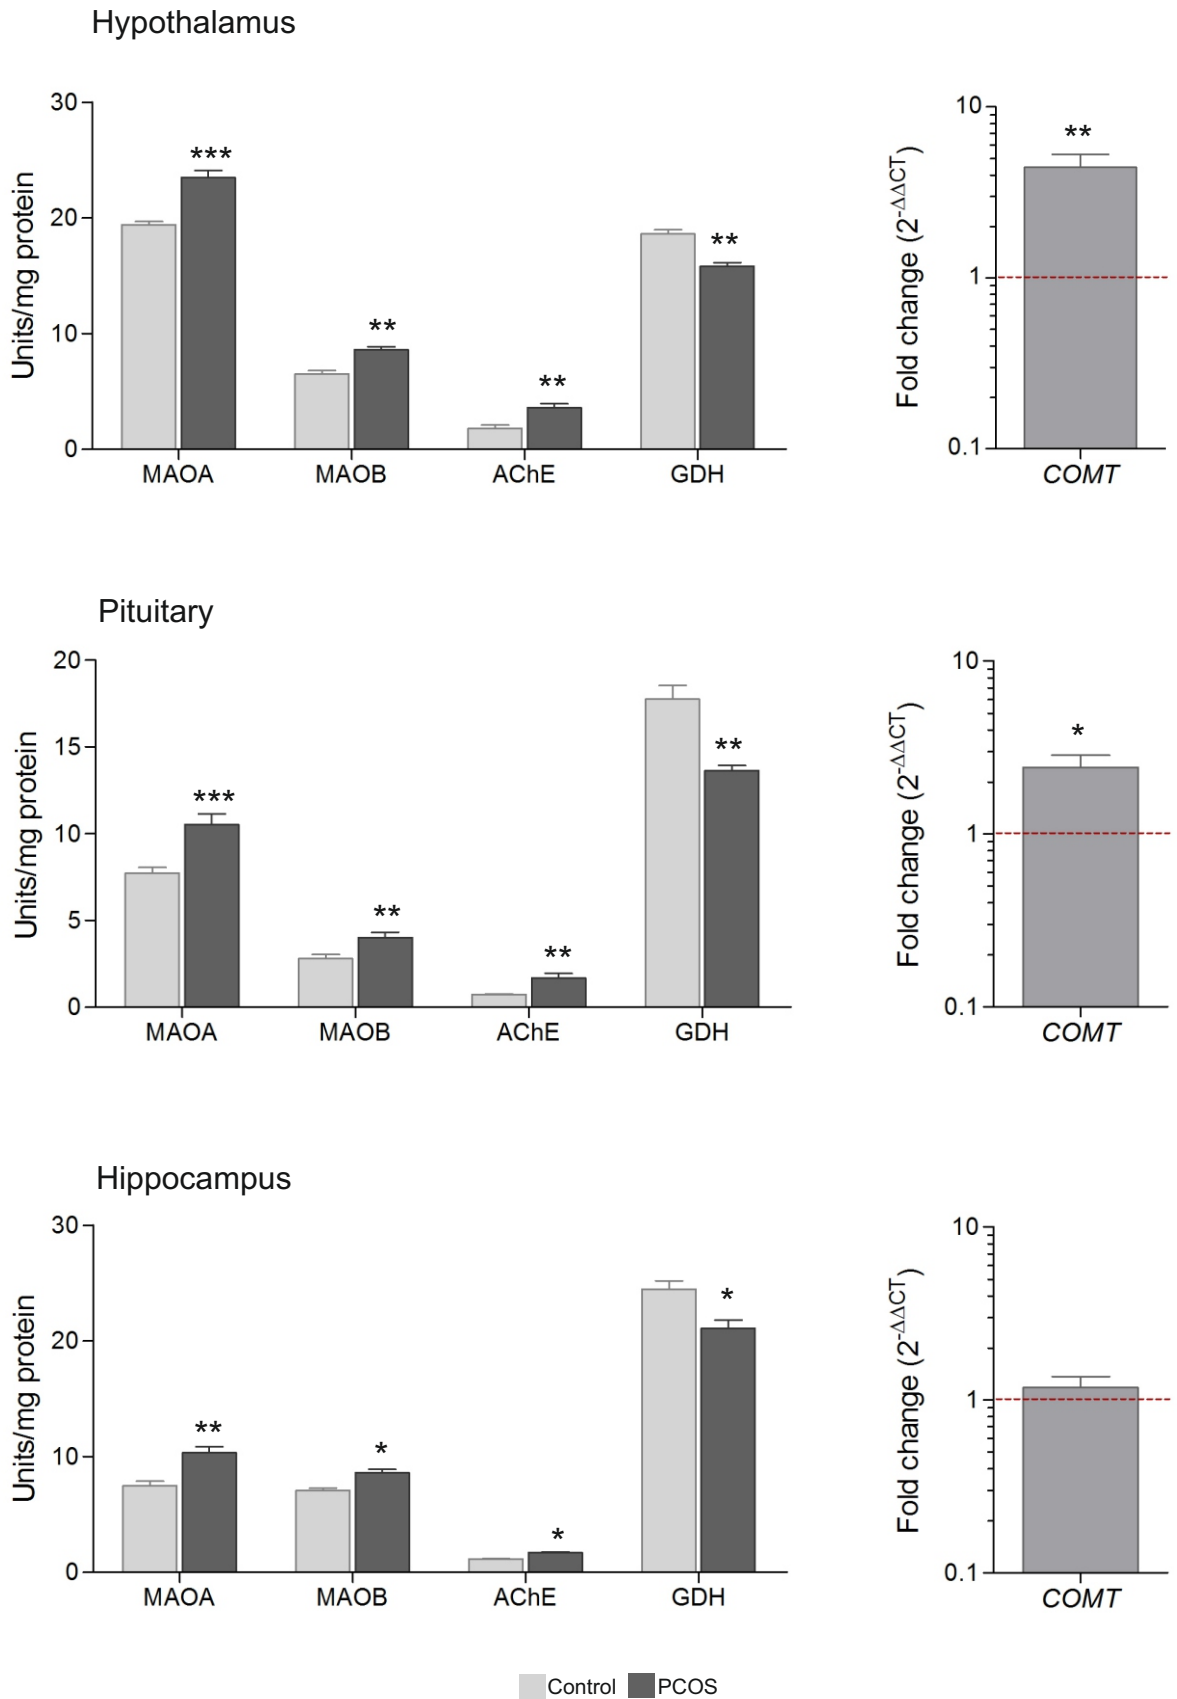 Hypothalamus
Units/mg protein
30
20
10
0
***
**
**
**
MAOA MAOB AChE GDH
Fold change (2-ΔΔCT)
10
1
0.1
**
COMT
Pituitary
Units/mg protein
20
15
10
5
0
***
**
**
**
MAOA MAOB AChE GDH
Fold change (2-ΔΔCT)
10
1
0.1
*
COMT
Hippocampus
Units/mg protein
30
20
10
0
**
*
*
*
MAOA MAOB AChE GDH
Fold change (2-ΔΔCT)
10
1
0.1
COMT
Control PCOS